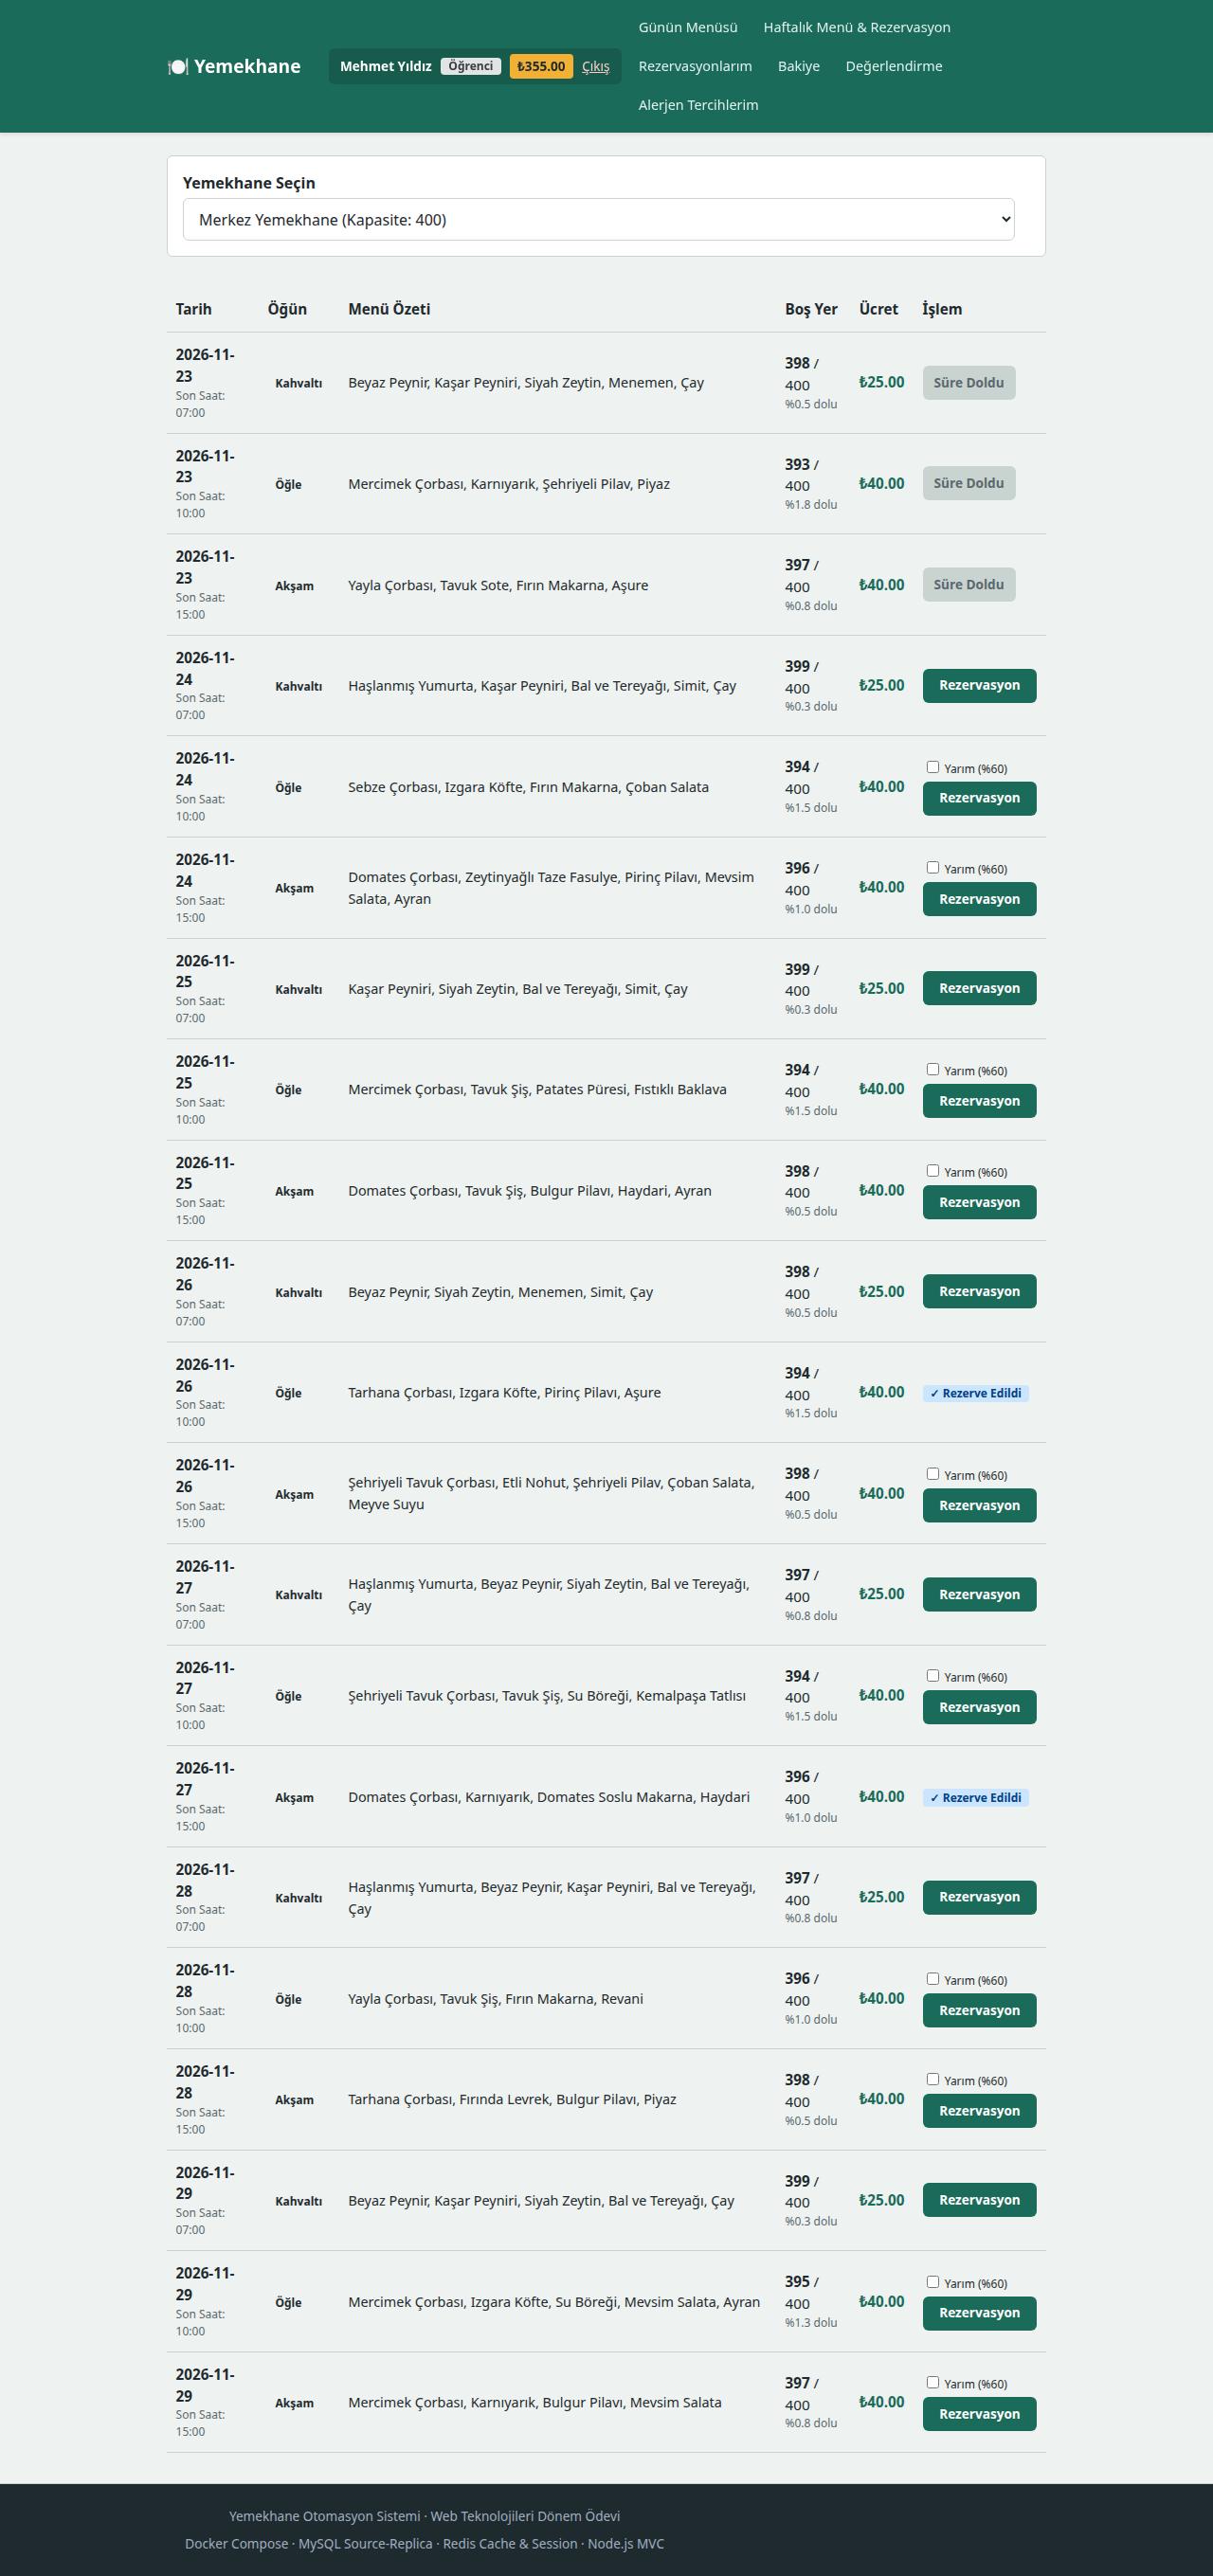 🍽️ Yemekhane
Mehmet Yıldız Öğrenci ₺355.00 Çıkış
Günün Menüsü Haftalık Menü & Rezervasyon
Rezervasyonlarım Bakiye Değerlendirme
Alerjen Tercihlerim
Yemekhane Seçin
Merkez Yemekhane (Kapasite: 400)
Tarih Öğün Menü Özeti Boş Yer Ücret İşlem
2026-11-
23
Son Saat:
07:00
Kahvaltı
Beyaz Peynir, Kaşar Peyniri, Siyah Zeytin, Menemen, Çay
398 /
400
%0.5 dolu
₺25.00
Süre Doldu
2026-11-
23
Son Saat:
10:00
Öğle
Mercimek Çorbası, Karnıyarık, Şehriyeli Pilav, Piyaz
393 /
400
%1.8 dolu
₺40.00
Süre Doldu
2026-11-
23
Son Saat:
15:00
Akşam
Yayla Çorbası, Tavuk Sote, Fırın Makarna, Aşure
397 /
400
%0.8 dolu
₺40.00
Süre Doldu
2026-11-
24
Son Saat:
07:00
Kahvaltı
Haşlanmış Yumurta, Kaşar Peyniri, Bal ve Tereyağı, Simit, Çay
399 /
400
%0.3 dolu
₺25.00
Rezervasyon
2026-11-
24
Son Saat:
10:00
Öğle
Sebze Çorbası, Izgara Köfte, Fırın Makarna, Çoban Salata
394 /
400
%1.5 dolu
₺40.00
Yarım (%60)
Rezervasyon
2026-11-
24
Son Saat:
15:00
Akşam
Domates Çorbası, Zeytinyağlı Taze Fasulye, Pirinç Pilavı, Mevsim
Salata, Ayran
396 /
400
%1.0 dolu
₺40.00
Yarım (%60)
Rezervasyon
2026-11-
25
Son Saat:
07:00
Kahvaltı
Kaşar Peyniri, Siyah Zeytin, Bal ve Tereyağı, Simit, Çay
399 /
400
%0.3 dolu
₺25.00
Rezervasyon
2026-11-
25
Son Saat:
10:00
Öğle
Mercimek Çorbası, Tavuk Şiş, Patates Püresi, Fıstıklı Baklava
394 /
400
%1.5 dolu
₺40.00
Yarım (%60)
Rezervasyon
2026-11-
25
Son Saat:
15:00
Akşam
Domates Çorbası, Tavuk Şiş, Bulgur Pilavı, Haydari, Ayran
398 /
400
%0.5 dolu
₺40.00
Yarım (%60)
Rezervasyon
2026-11-
26
Son Saat:
07:00
Kahvaltı
Beyaz Peynir, Siyah Zeytin, Menemen, Simit, Çay
398 /
400
%0.5 dolu
₺25.00
Rezervasyon
2026-11-
26
Son Saat:
10:00
Öğle
Tarhana Çorbası, Izgara Köfte, Pirinç Pilavı, Aşure
394 /
400
%1.5 dolu
₺40.00
✓ Rezerve Edildi
2026-11-
26
Son Saat:
15:00
Akşam
Şehriyeli Tavuk Çorbası, Etli Nohut, Şehriyeli Pilav, Çoban Salata,
Meyve Suyu
398 /
400
%0.5 dolu
₺40.00
Yarım (%60)
Rezervasyon
2026-11-
27
Son Saat:
07:00
Kahvaltı
Haşlanmış Yumurta, Beyaz Peynir, Siyah Zeytin, Bal ve Tereyağı,
Çay
397 /
400
%0.8 dolu
₺25.00
Rezervasyon
2026-11-
27
Son Saat:
10:00
Öğle
Şehriyeli Tavuk Çorbası, Tavuk Şiş, Su Böreği, Kemalpaşa Tatlısı
394 /
400
%1.5 dolu
₺40.00
Yarım (%60)
Rezervasyon
2026-11-
27
Son Saat:
15:00
Akşam
Domates Çorbası, Karnıyarık, Domates Soslu Makarna, Haydari
396 /
400
%1.0 dolu
₺40.00
✓ Rezerve Edildi
2026-11-
28
Son Saat:
07:00
Kahvaltı
Haşlanmış Yumurta, Beyaz Peynir, Kaşar Peyniri, Bal ve Tereyağı,
Çay
397 /
400
%0.8 dolu
₺25.00
Rezervasyon
2026-11-
28
Son Saat:
10:00
Öğle
Yayla Çorbası, Tavuk Şiş, Fırın Makarna, Revani
396 /
400
%1.0 dolu
₺40.00
Yarım (%60)
Rezervasyon
2026-11-
28
Son Saat:
15:00
Akşam
Tarhana Çorbası, Fırında Levrek, Bulgur Pilavı, Piyaz
398 /
400
%0.5 dolu
₺40.00
Yarım (%60)
Rezervasyon
2026-11-
29
Son Saat:
07:00
Kahvaltı
Beyaz Peynir, Kaşar Peyniri, Siyah Zeytin, Bal ve Tereyağı, Çay
399 /
400
%0.3 dolu
₺25.00
Rezervasyon
2026-11-
29
Son Saat:
10:00
Öğle
Mercimek Çorbası, Izgara Köfte, Su Böreği, Mevsim Salata, Ayran
395 /
400
%1.3 dolu
₺40.00
Yarım (%60)
Rezervasyon
2026-11-
29
Son Saat:
15:00
Akşam
Mercimek Çorbası, Karnıyarık, Bulgur Pilavı, Mevsim Salata
397 /
400
%0.8 dolu
₺40.00
Yarım (%60)
Rezervasyon
Yemekhane Otomasyon Sistemi · Web Teknolojileri Dönem Ödevi
Docker Compose · MySQL Source-Replica · Redis Cache & Session · Node.js MVC